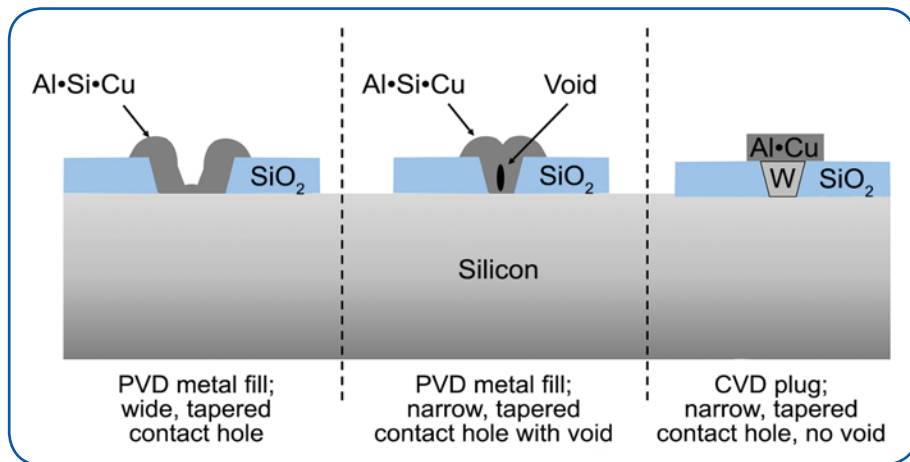 Al•Si•Cu
SiO₂
Al•Si•Cu
Void
SiO₂
Al•Cu
W
SiO₂
Silicon
PVD metal fill;
wide, tapered
contact hole
PVD metal fill;
narrow, tapered
contact hole with void
CVD plug;
narrow, tapered
contact hole, no void